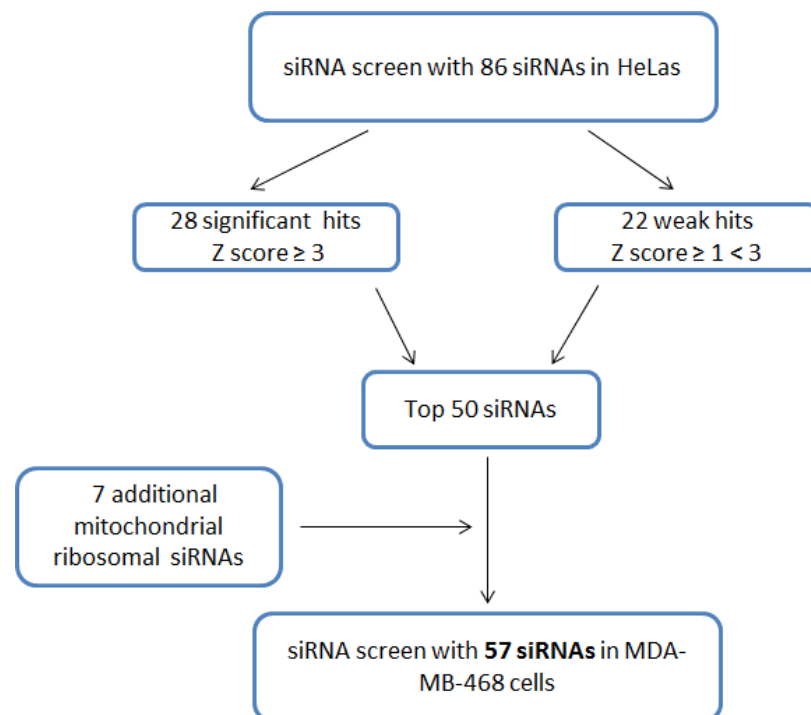 siRNA screen with 86 siRNAs in HeLas
28 significant hits
Z score ≥ 3
22 weak hits
Z score ≥ 1 < 3
Top 50 siRNAs
7 additional
mitochondrial
ribosomal siRNAs
siRNA screen with 57 siRNAs in MDA-
MB-468 cells